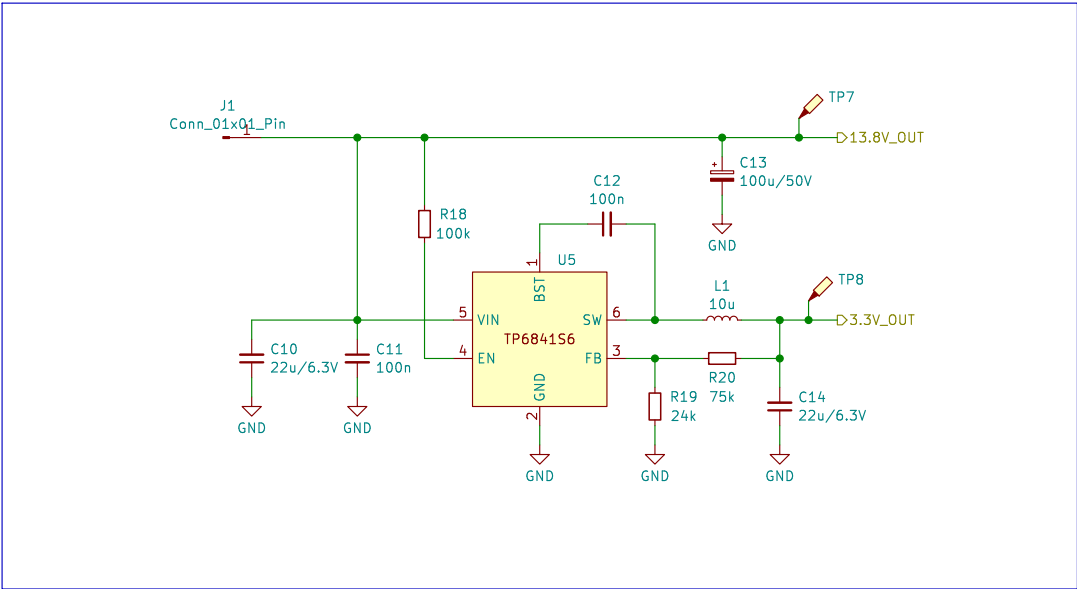 TP7
J1
Conn_01x01_Pin
1
13.8V_OUT
C13
100u/50V
+
C12
100n
R18
100k
GND
1
U5
BST
TP8
L1
10u
5
VIN
SW
6
3.3V_OUT
TP6841S6
C10
22u/6.3V
C11
100n
4
EN
FB
3
R20
75k
GND
2
R19
24k
C14
22u/6.3V
GND
GND
GND
GND
GND